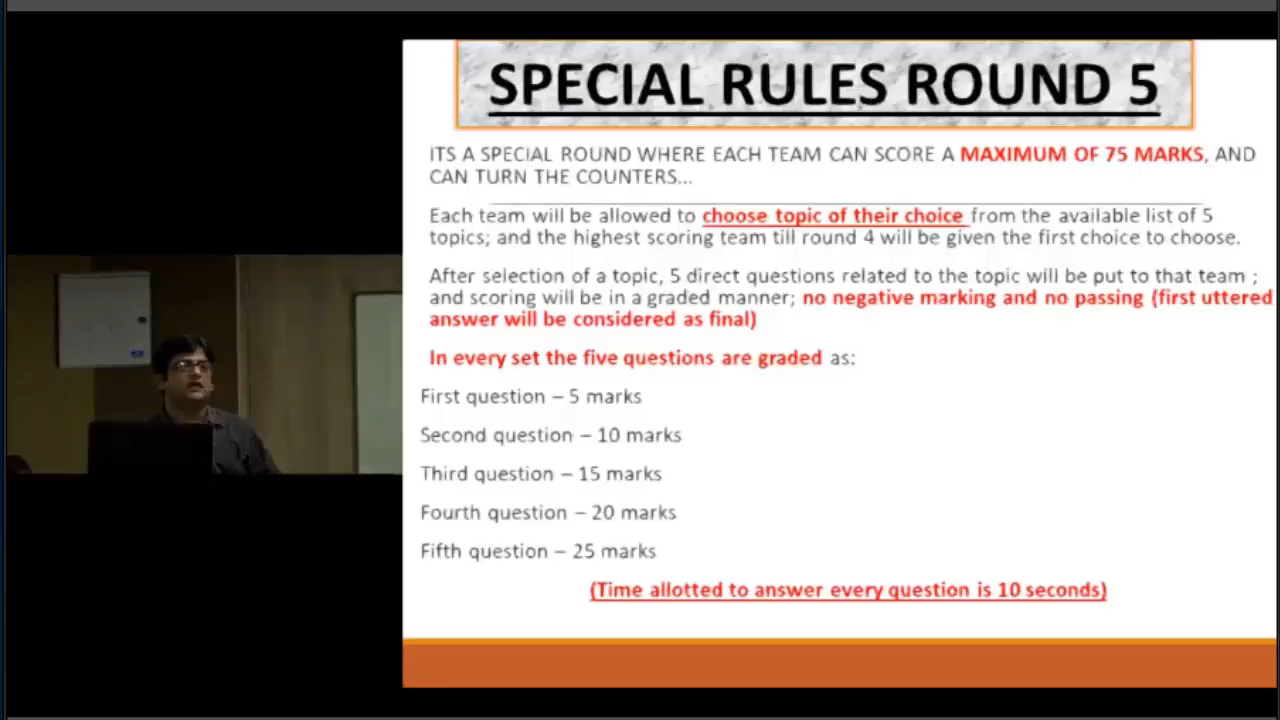 SPECIAL RULES ROUND 5
ITS A SPECIAL ROUND WHERE EACH TEAM CAN SCORE A MAXIMUM OF 75 MARKS, AND
CAN TURN THE COUNTERS...
Each team will be allowed to choose topic of their choice from the available list of 5
topics; and the highest scoring team till round 4 will be given the first choice to choose.
After selection of a topic, 5 direct questions related to the topic will be put to that team ;
and scoring will be in a graded manner; no negative marking and no passing (first uttered
answer will be considered as final)
In every set the five questions are graded as:
First question – 5 marks
Second question – 10 marks
Third question – 15 marks
Fourth question – 20 marks
Fifth question – 25 marks
(Time allotted to answer every question is 10 seconds)